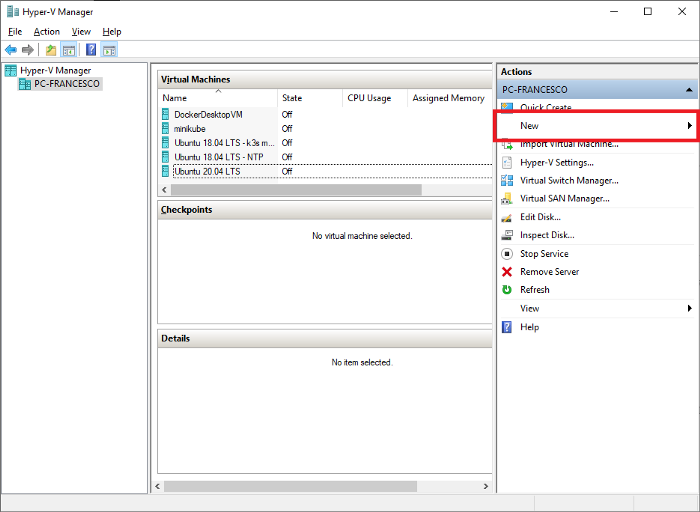 Hyper-V Manager
File Action View Help
Hyper-V Manager
PC-FRANCESCO
Virtual Machines
Name State CPU Usage Assigned Memory
DockerDesktopVM Off
minikube Off
Ubuntu 18.04 LTS - k3s m... Off
Ubuntu 18.04 LTS - NTP Off
Ubuntu 20.04 LTS Off
Checkpoints
No virtual machine selected.
Details
No item selected.
Actions
PC-FRANCESCO
Quick Create...
New
Import Virtual Machine...
Hyper-V Settings...
Virtual Switch Manager...
Virtual SAN Manager...
Edit Disk...
Inspect Disk...
Stop Service
Remove Server
Refresh
View
Help